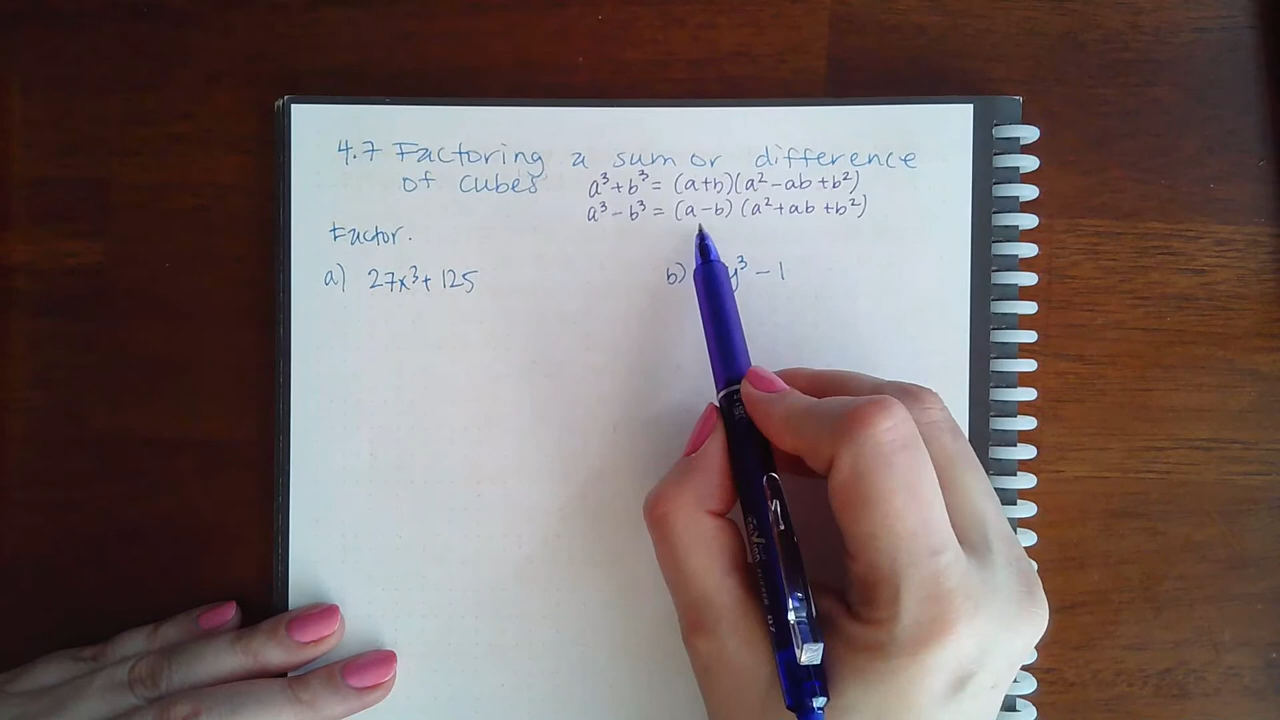 4.7 Factoring a sum or difference
of cubes
a³ + b³ = (a+b)(a² - ab + b²)
a³ - b³ = (a-b)(a² + ab + b²)
Factor.
a) 27x³ + 125
b) y³ - 1